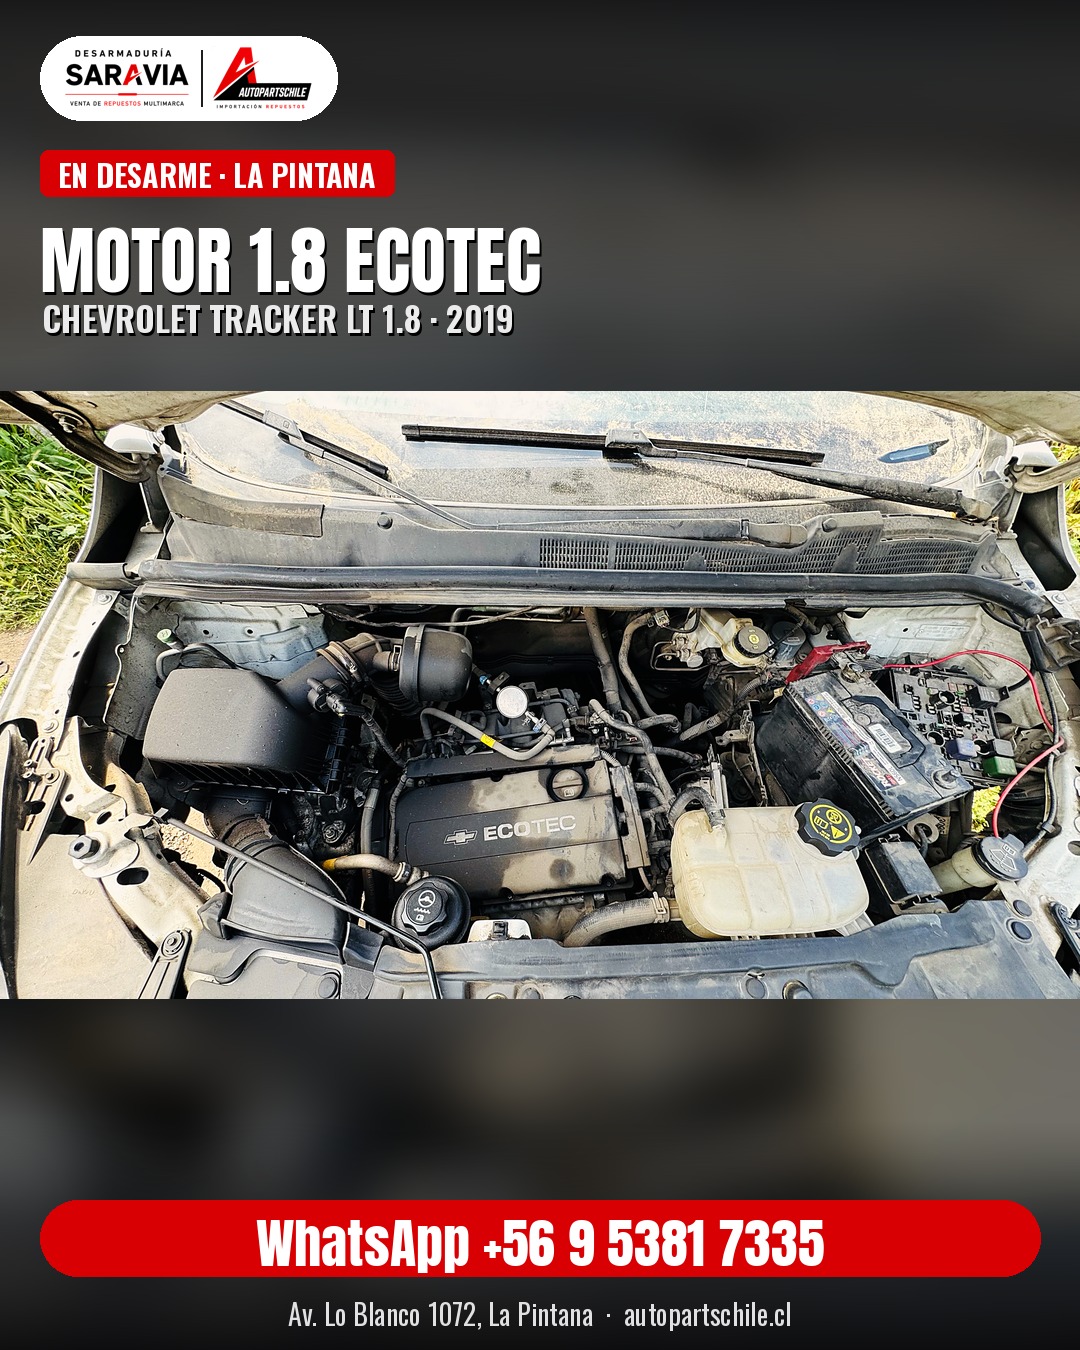 DESARMADURÍA
SARAVIA
VENTA DE REPUESTOS MULTIMARCA
AUTOPARTSCHILE
IMPORTACIÓN REPUESTOS
EN DESARME · LA PINTANA
MOTOR 1.8 ECOTEC
CHEVROLET TRACKER LT 1.8 · 2019
ECOTEC
WhatsApp +56 9 5381 7335
Av. Lo Blanco 1072, La Pintana · autopartschile.cl